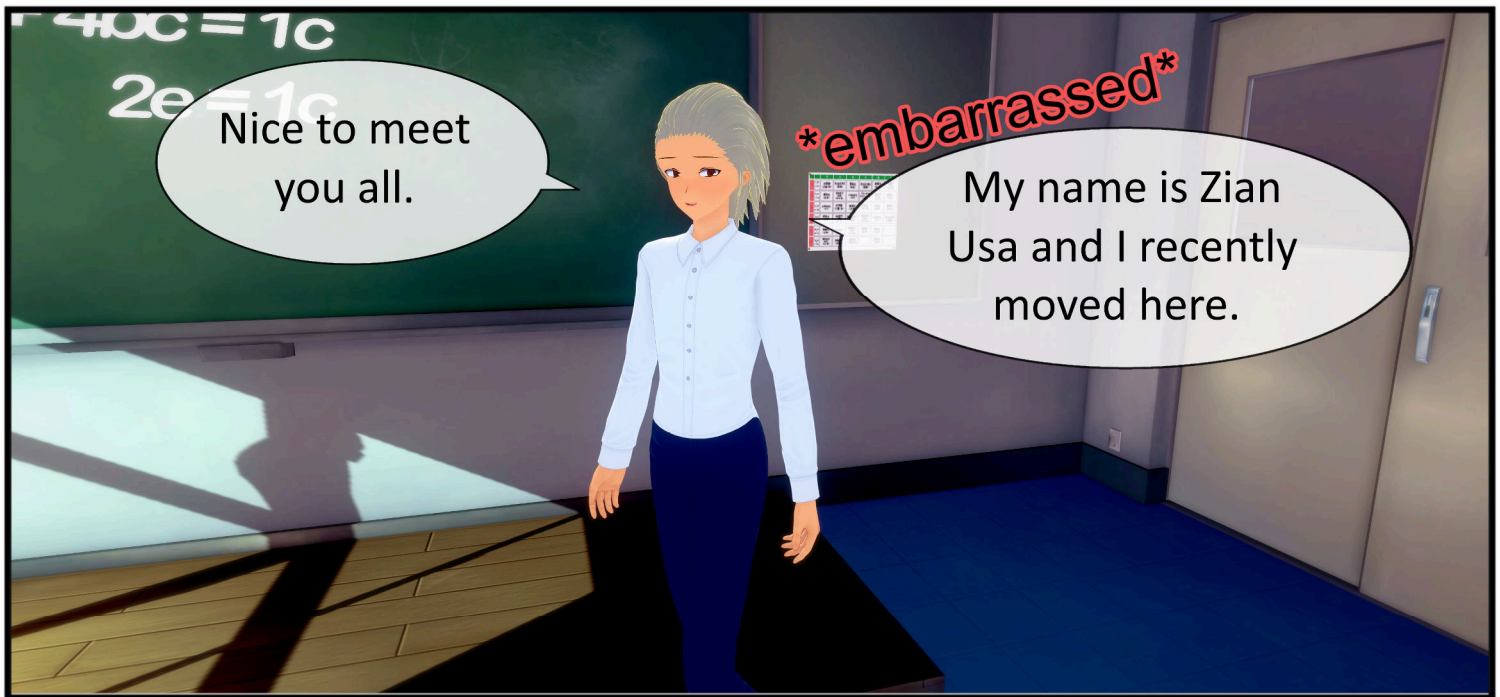 4bc = 1c
2e = 1c
Nice to meet
you all.
*embarrassed*
My name is Zian
Usa and I recently
moved here.